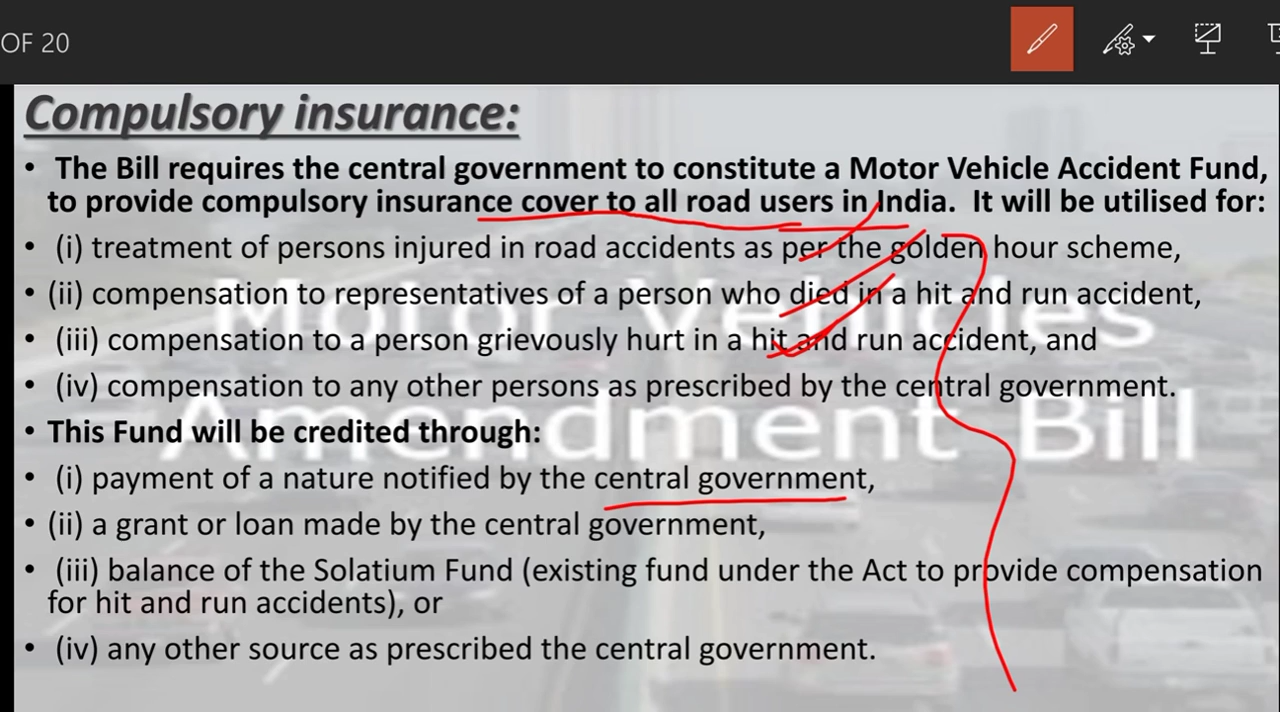 OF 20
Compulsory insurance:
• The Bill requires the central government to constitute a Motor Vehicle Accident Fund,
to provide compulsory insurance cover to all road users in India. It will be utilised for:
• (i) treatment of persons injured in road accidents as per the golden hour scheme,
• (ii) compensation to representatives of a person who died in a hit and run accident,
• (iii) compensation to a person grievously hurt in a hit and run accident, and
• (iv) compensation to any other persons as prescribed by the central government.
• This Fund will be credited through:
• (i) payment of a nature notified by the central government,
• (ii) a grant or loan made by the central government,
• (iii) balance of the Solatium Fund (existing fund under the Act to provide compensation
for hit and run accidents), or
• (iv) any other source as prescribed the central government.
Motor Vehicles
Amendment Bill